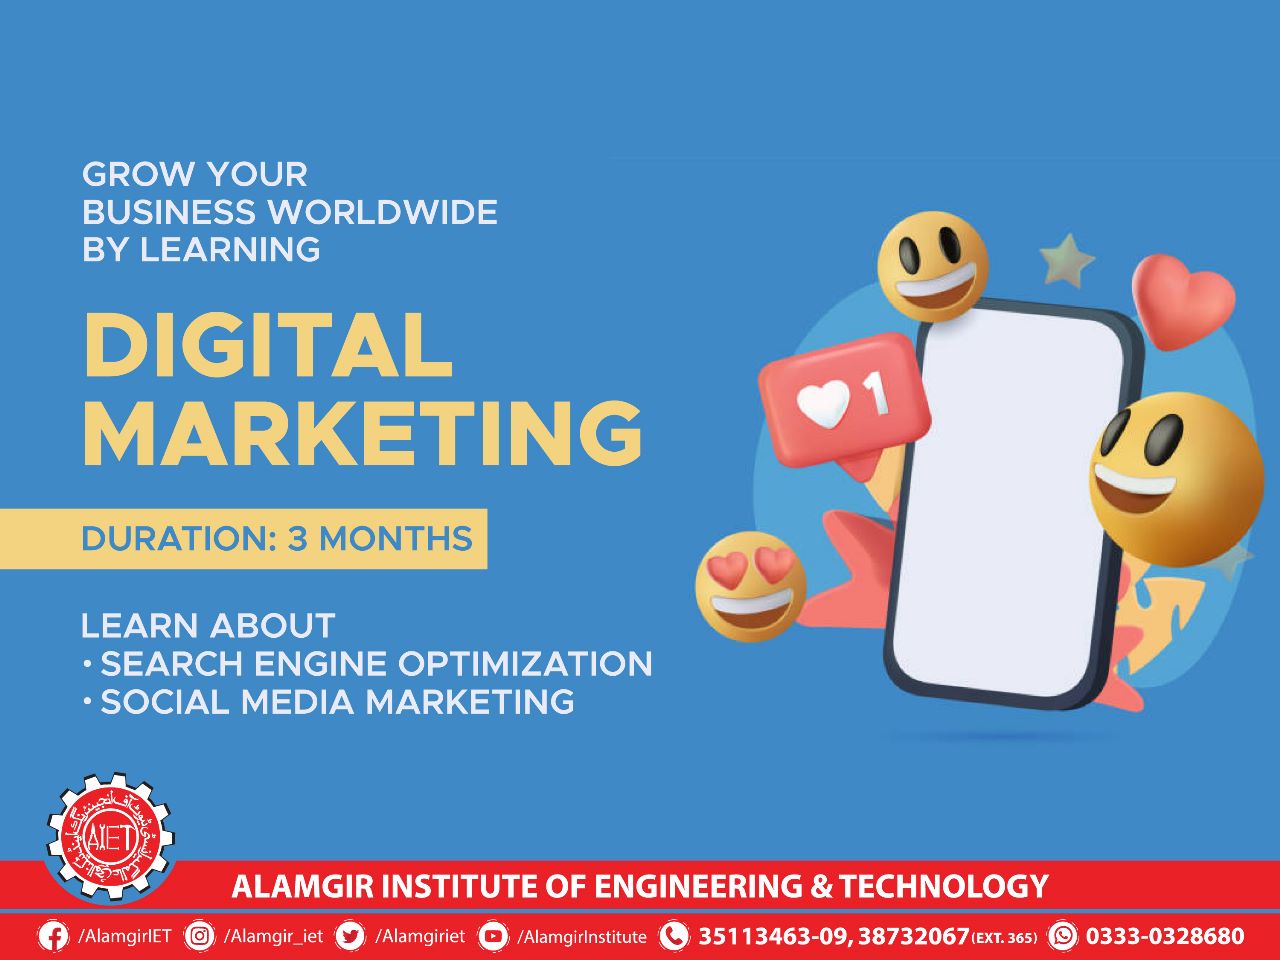 GROW YOUR
BUSINESS WORLDWIDE
BY LEARNING
DIGITAL
MARKETING
DURATION: 3 MONTHS
LEARN ABOUT
• SEARCH ENGINE OPTIMIZATION
• SOCIAL MEDIA MARKETING
1
AIET
ALAMGIR INSTITUTE OF ENGINEERING & TECHNOLOGY
/AlamgirIET /Alamgir_iet /Alamgiriet /AlamgirInstitute 35113463-09, 38732067 (EXT. 365) 0333-0328680